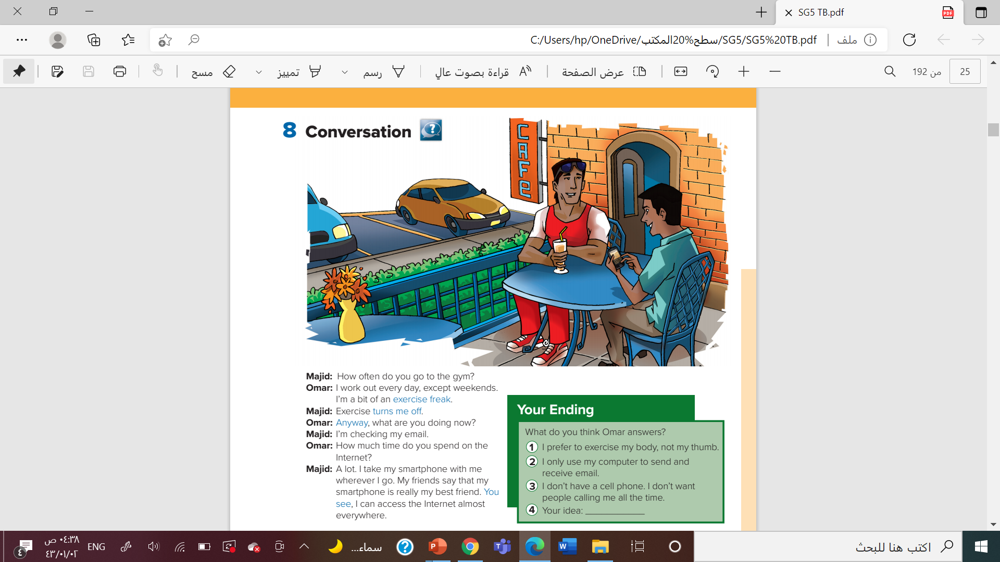 SG5 TB.pdf
C:/Users/hp/OneDrive/سطح%20المكتب/SG5/SG5%20TB.pdf
ملف
مسح
تمييز
رسم
قراءة بصوت عالٍ
عرض الصفحة
من 192
25
8 Conversation
CAFE
Majid: How often do you go to the gym?
Omar: I work out every day, except weekends.
I'm a bit of an exercise freak.
Majid: Exercise turns me off.
Omar: Anyway, what are you doing now?
Majid: I'm checking my email.
Omar: How much time do you spend on the
Internet?
Majid: A lot. I take my smartphone with me
wherever I go. My friends say that my
smartphone is really my best friend. You
see, I can access the Internet almost
everywhere.
Your Ending
What do you think Omar answers?
1 I prefer to exercise my body, not my thumb.
2 I only use my computer to send and
receive email.
3 I don't have a cell phone. I don't want
people calling me all the time.
4 Your idea: ____________
٠٤:٣٨ ص
٤٣/٠١/٠٢
٤
ENG
سماء...
اكتب هنا للبحث